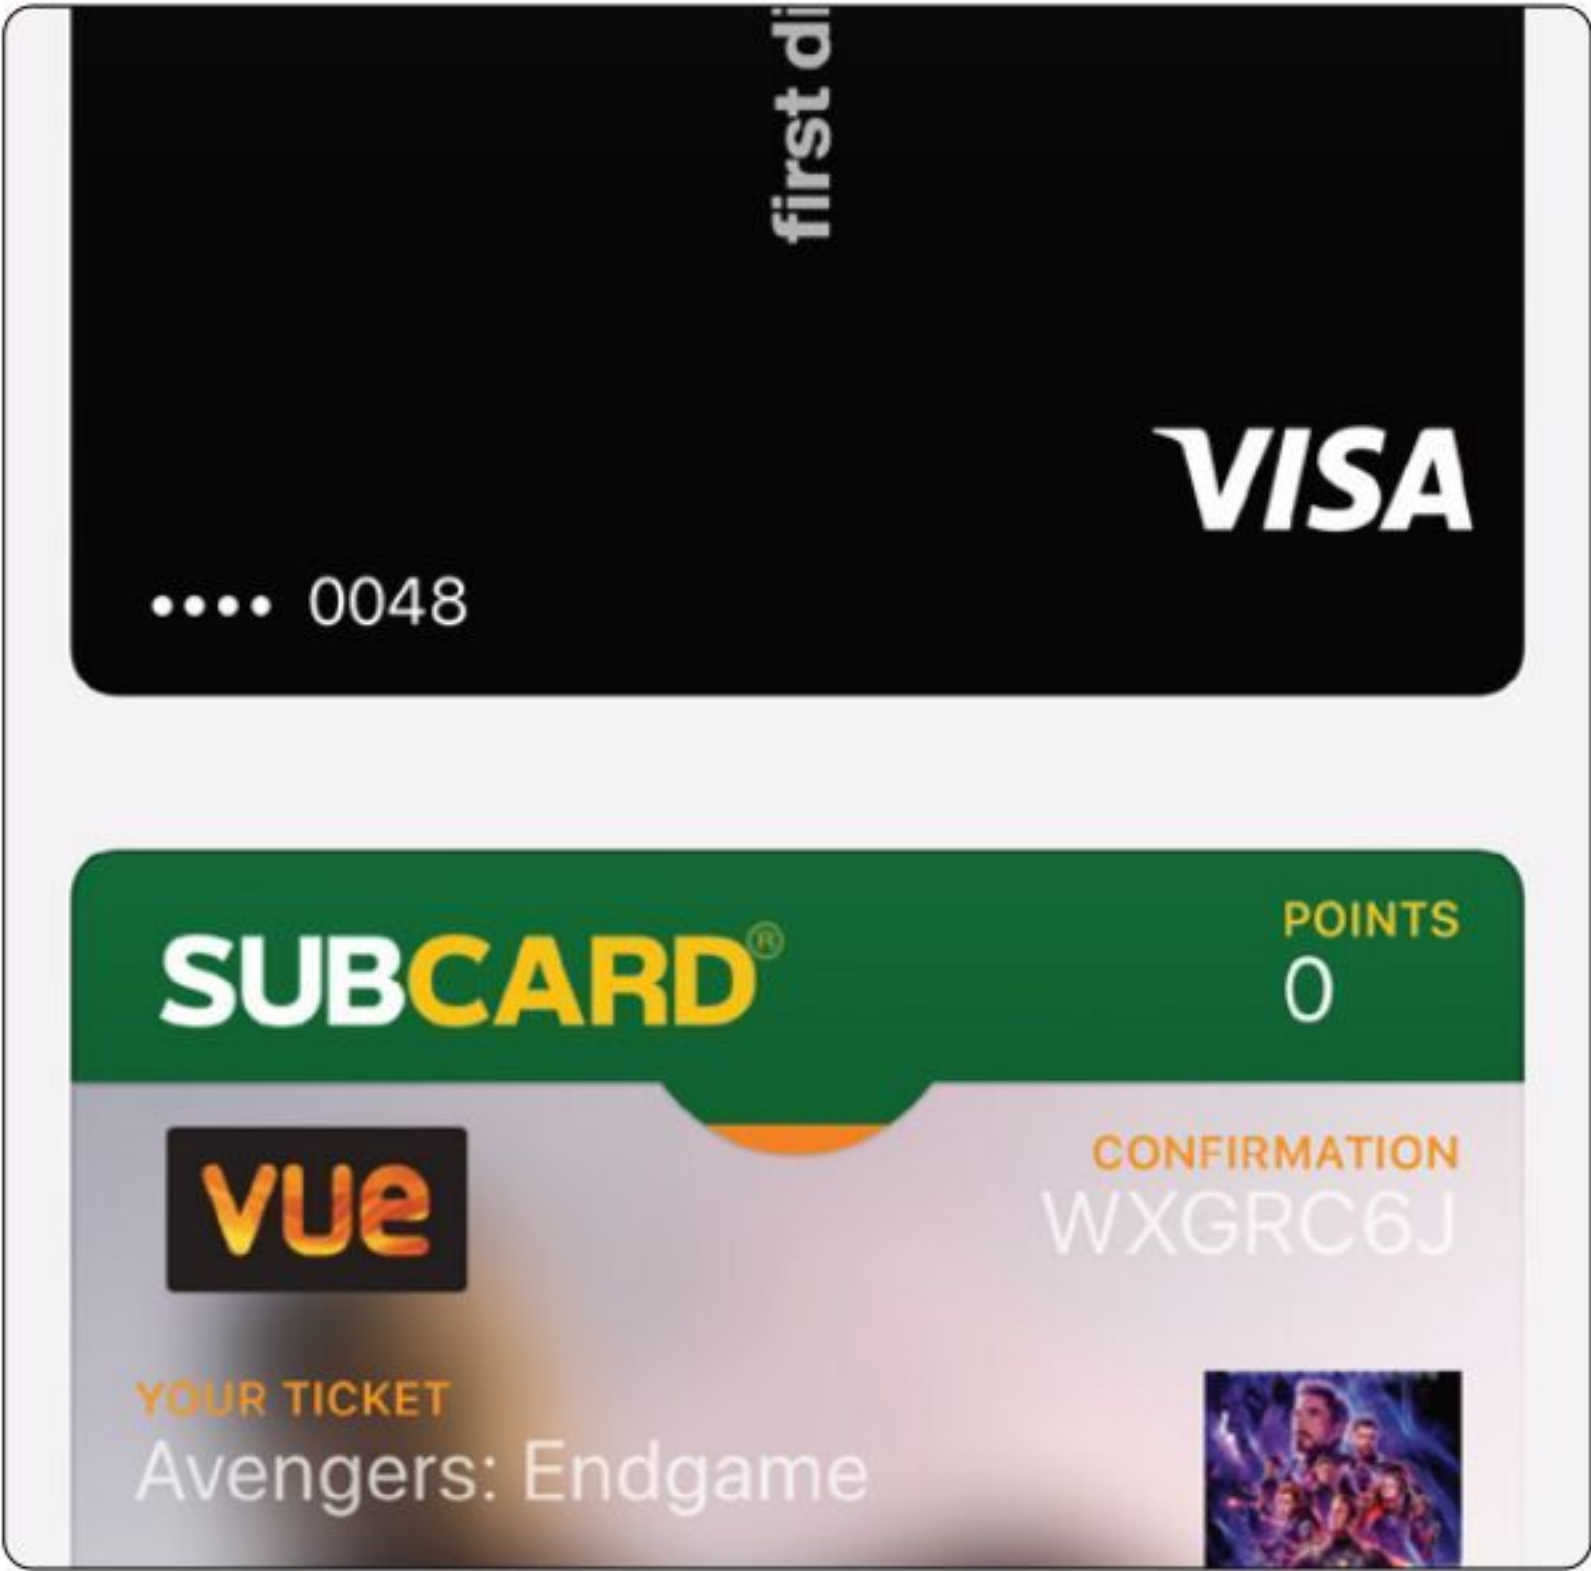 first di
VISA
•••• 0048
SUBCARD®
POINTS
0
vue
CONFIRMATION
WXGRC6J
YOUR TICKET
Avengers: Endgame